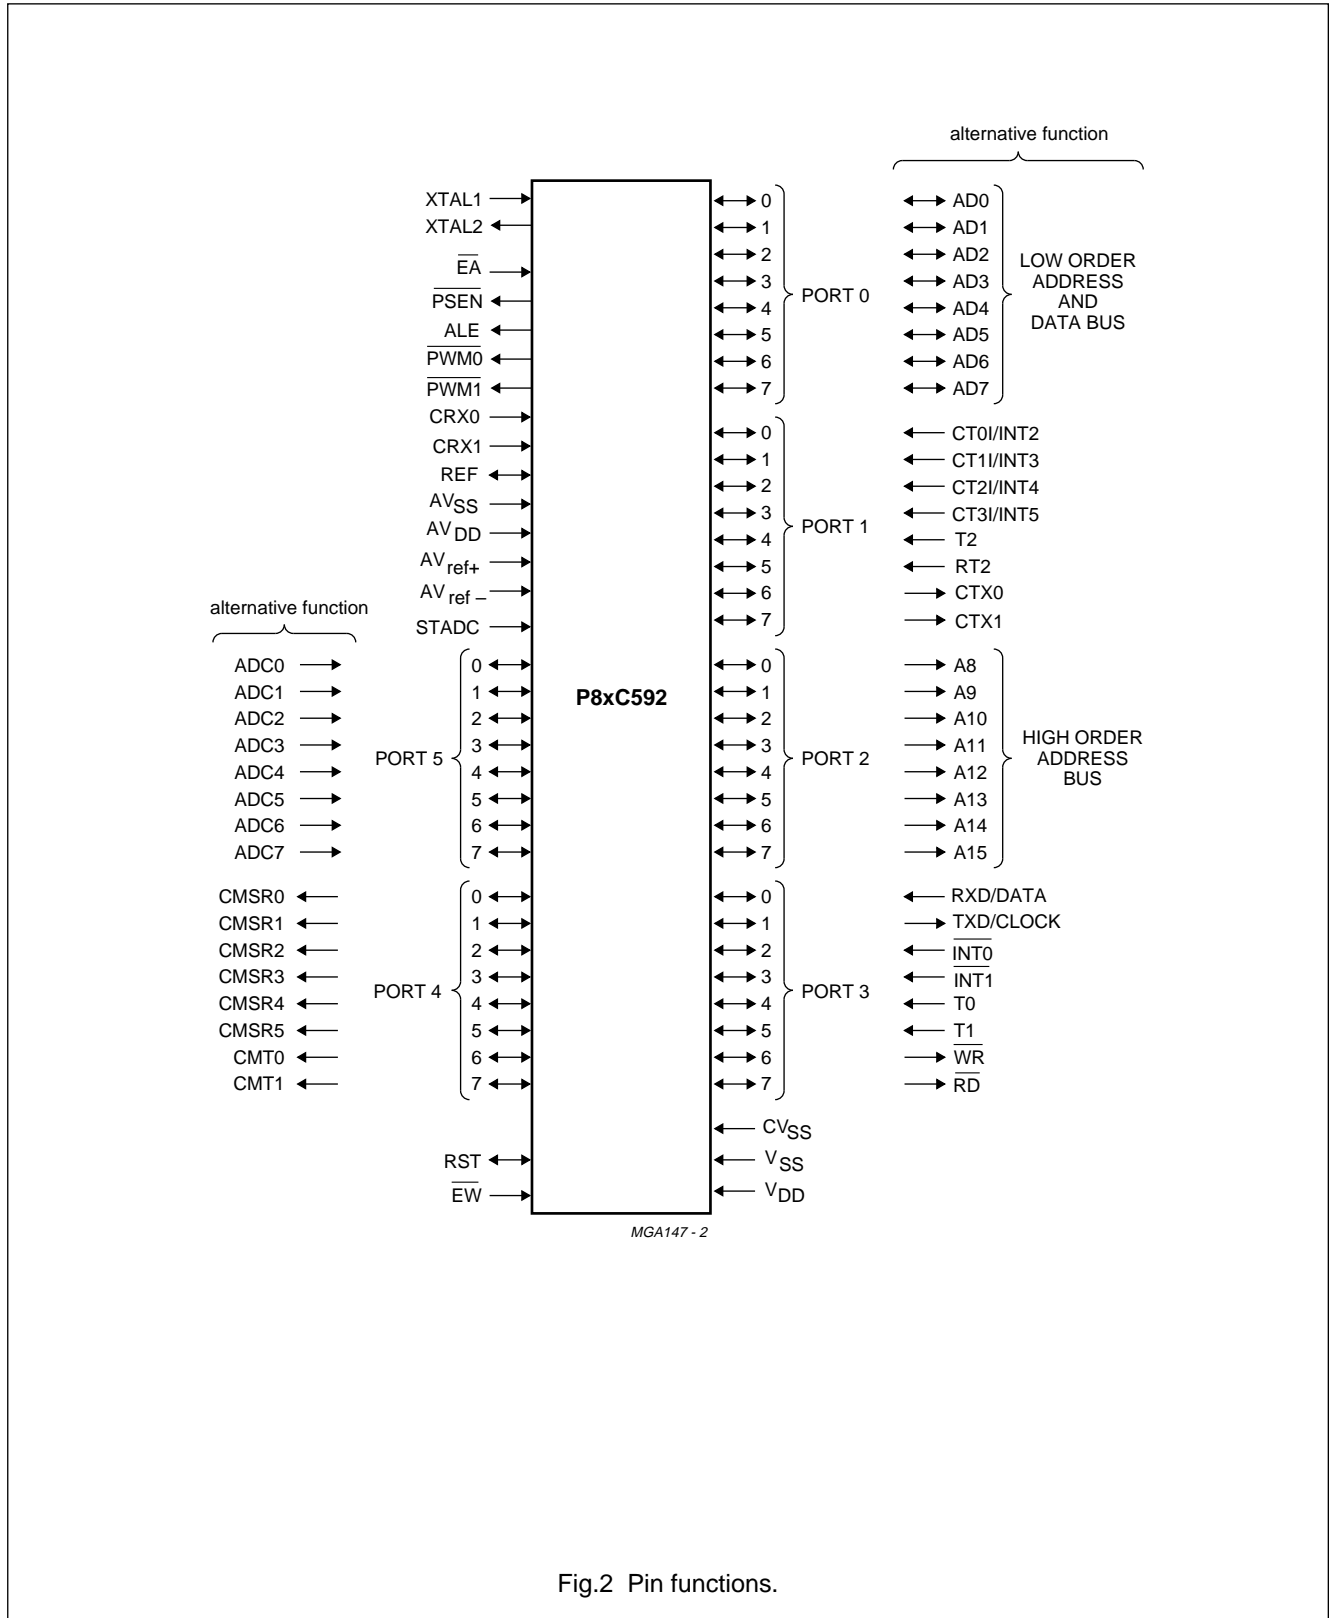 alternative function
XTAL1 0 AD0
XTAL2 1 AD1
EA 2 AD2
PSEN 3 AD3
ALE 4 AD4
PWM0 5 AD5
PWM1 6 AD6
7 AD7
PORT 0
LOW ORDER
ADDRESS
AND
DATA BUS
CRX0 0 CT0I/INT2
CRX1 1 CT1I/INT3
REF 2 CT2I/INT4
AVSS 3 CT3I/INT5
AVDD 4 T2
AVref+ 5 RT2
AVref – 6 CTX0
STADC 7 CTX1
PORT 1
alternative function
P8xC592
ADC0 0 0 A8
ADC1 1 1 A9
ADC2 2 2 A10
ADC3 3 3 A11
ADC4 4 4 A12
ADC5 5 5 A13
ADC6 6 6 A14
ADC7 7 7 A15
PORT 5
PORT 2
HIGH ORDER
ADDRESS
BUS
CMSR0 0 0 RXD/DATA
CMSR1 1 1 TXD/CLOCK
CMSR2 2 2 INT0
CMSR3 3 3 INT1
CMSR4 4 4 T0
CMSR5 5 5 T1
CMT0 6 6 WR
CMT1 7 7 RD
PORT 4
PORT 3
CVSS
RST VSS
EW VDD
MGA147 - 2
Fig.2 Pin functions.